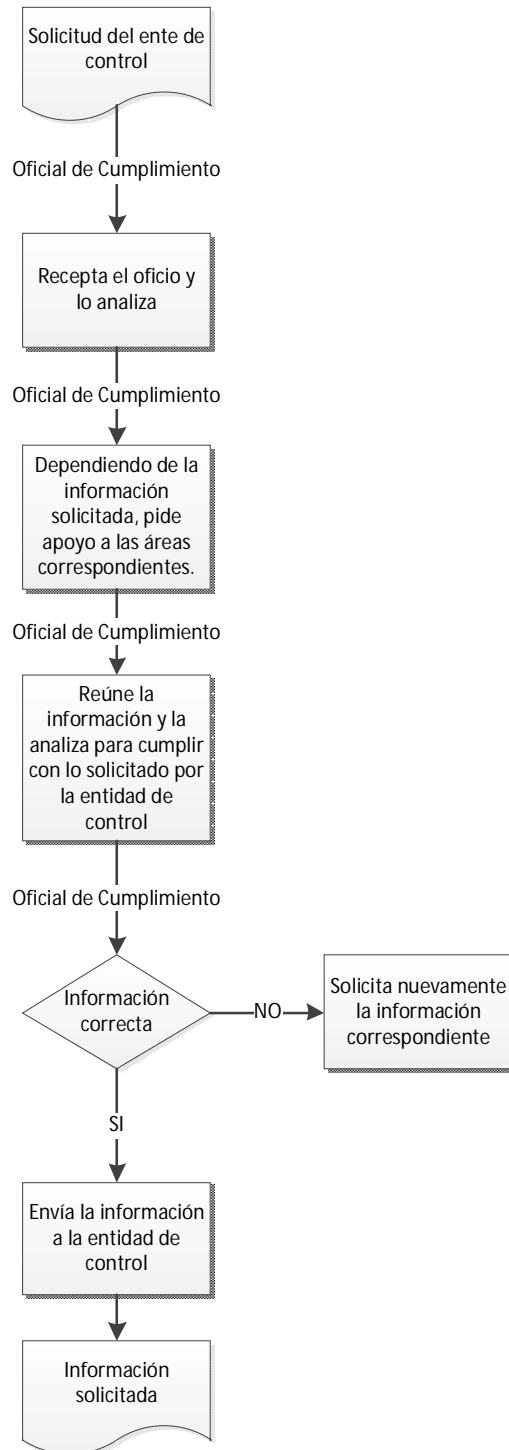 Solicitud del ente de
control
Oficial de Cumplimiento
Recepta el oficio y
lo analiza
Oficial de Cumplimiento
Dependiendo de la
información
solicitada, pide
apoyo a las áreas
correspondientes.
Oficial de Cumplimiento
Reúne la
información y la
analiza para cumplir
con lo solicitado por
la entidad de
control
Oficial de Cumplimiento
Información
correcta
NO
Solicita nuevamente
la información
correspondiente
SI
Envía la información
a la entidad de
control
Información
solicitada